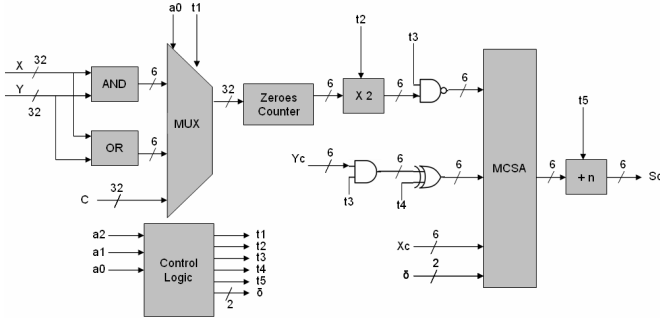 a0 t1
t2
t3
X 32
Y 32
AND 6
OR 6
MUX
32
Zeroes Counter
6
X 2
6
6
C 32
Yc 6
t3
6
t4
6
MCSA
Xc 6
δ 2
6
t5
+ n
6
Sc
a2
a1
a0
Control Logic
t1
t2
t3
t4
t5
δ
2